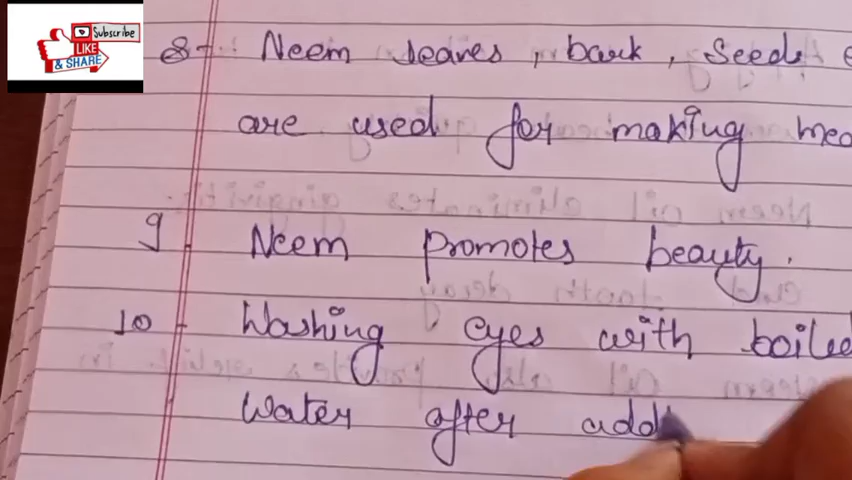 Subscribe
LIKE
& SHARE
8- Neem leaves, bark, Seeds
are used for making
9 - Neem promotes beauty.
10 - Washing eyes with boiled
water after add